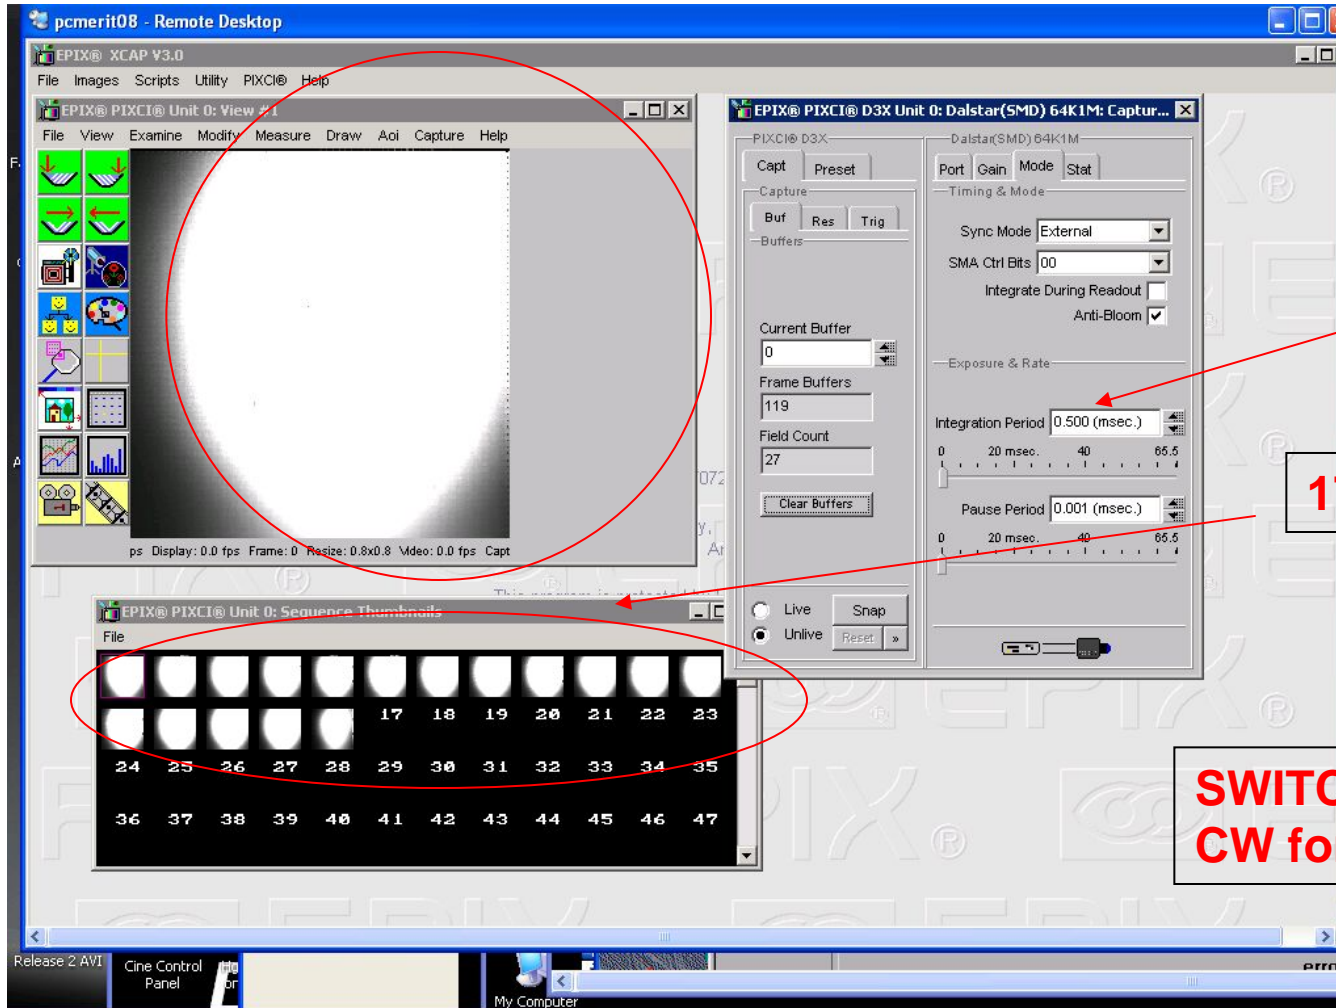 pcmerit08 - Remote Desktop
EPIX® XCAP V3.0
File Images Scripts Utility PIXCI® Help
EPIX® PIXCI® Unit 0: View #1
File View Examine Modify Measure Draw Aoi Capture Help
ps Display: 0.0 fps Frame: 0 Resize: 0.8x0.8 Video: 0.0 fps Capt
EPIX® PIXCI® D3X Unit 0: Dalstar(SMD) 64K1M: Captur...
PIXCI® D3X
Capt Preset
Capture
Buf Res Trig
Buffers
Current Buffer
0
Frame Buffers
119
Field Count
27
Clear Buffers
Live Snap
Unlive Reset »
Dalstar(SMD) 64K1M
Port Gain Mode Stat
Timing & Mode
Sync Mode External
SMA Ctrl Bits 00
Integrate During Readout
Anti-Bloom
Exposure & Rate
Integration Period 0.500 (msec.)
0 20 msec. 40 65.5
Pause Period 0.001 (msec.)
0 20 msec. 40 65.5
EPIX® PIXCI® Unit 0: Sequence Thumbnails
File
17 18 19 20 21 22 23
24 25 26 27 28 29 30 31 32 33 34 35
36 37 38 39 40 41 42 43 44 45 46 47
SWITC
CW fo
Release 2 AVI
Cine Control
Panel
My Computer